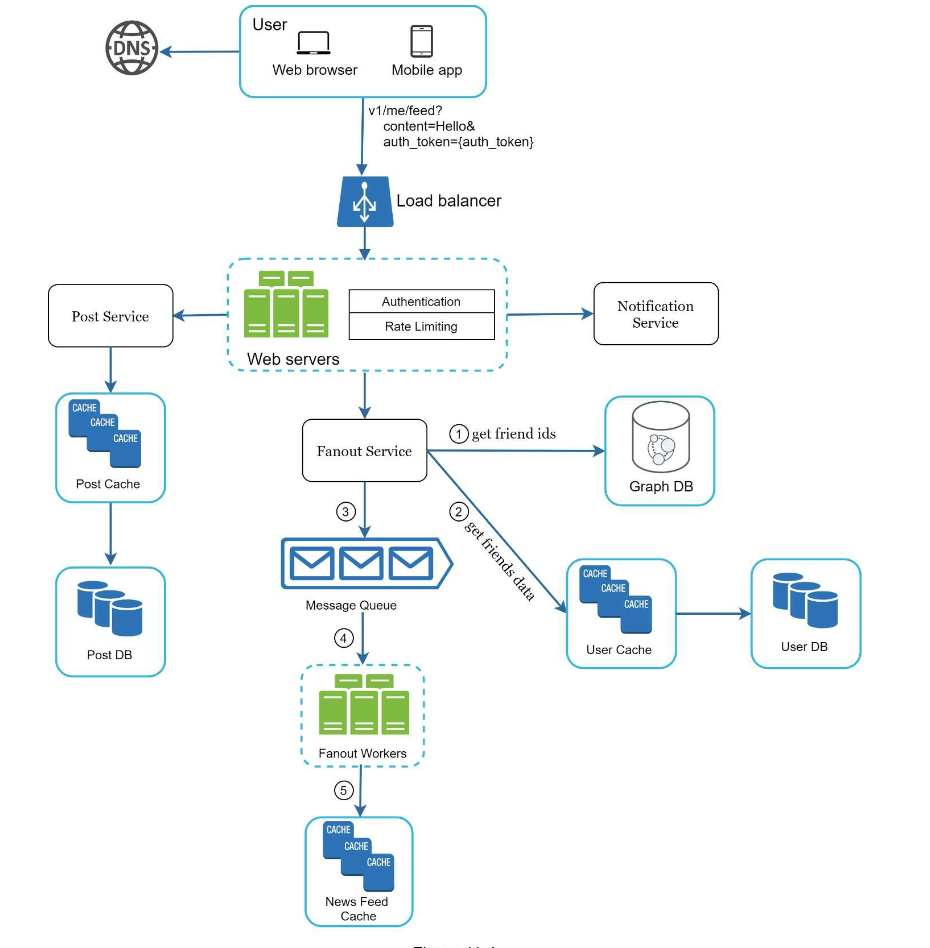 User
DNS
Web browser
Mobile app
v1/me/feed?
content=Hello&
auth_token={auth_token}
Load balancer
Post Service
Authentication
Rate Limiting
Web servers
Notification
Service
CACHE
CACHE
CACHE
Post Cache
Fanout Service
1 get friend ids
Graph DB
2 get friends data
3
Message Queue
Post DB
CACHE
CACHE
CACHE
User Cache
User DB
4
Fanout Workers
5
CACHE
CACHE
CACHE
News Feed
Cache